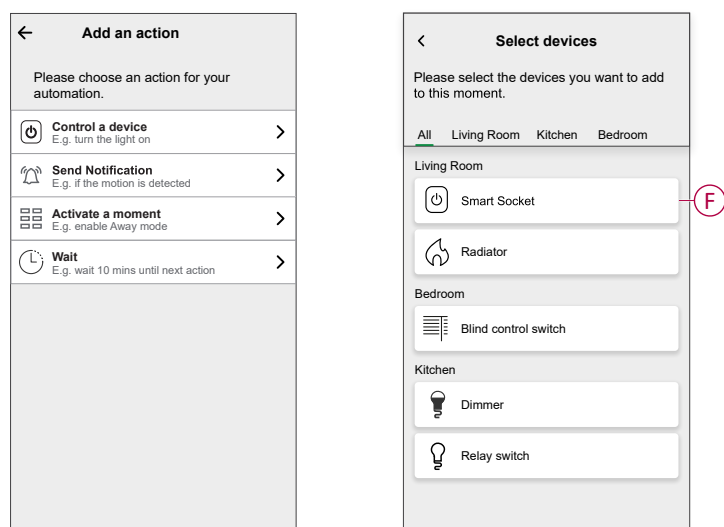 Add an action
Please choose an action for your
automation.
Control a device
E.g. turn the light on
Send Notification
E.g. if the motion is detected
Activate a moment
E.g. enable Away mode
Wait
E.g. wait 10 mins until next action
Select devices
Please select the devices you want to add
to this moment.
All Living Room Kitchen Bedroom
Living Room
Smart Socket
F
Radiator
Bedroom
Blind control switch
Kitchen
Dimmer
Relay switch